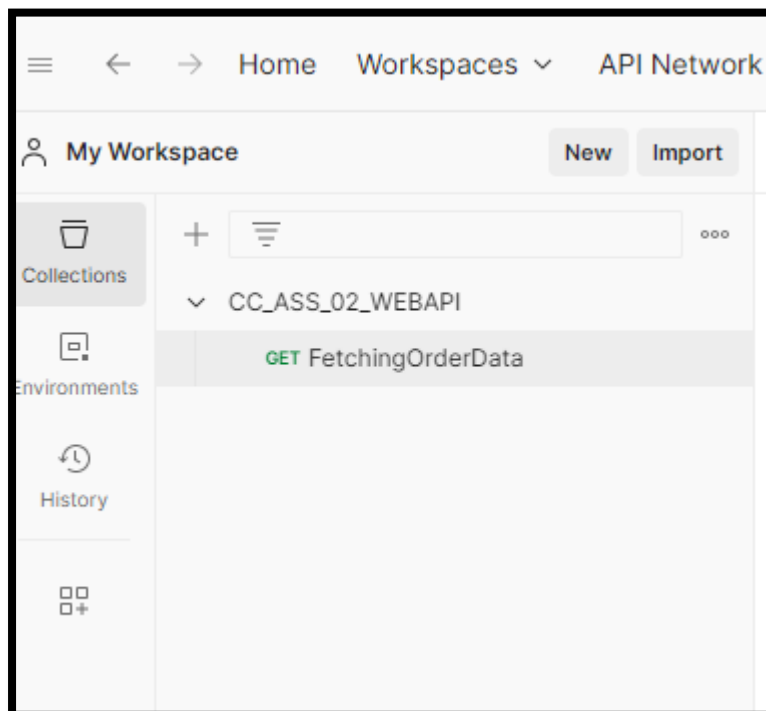 Home Workspaces API Network
My Workspace New Import
Collections
CC_ASS_02_WEBAPI
GET FetchingOrderData
Environments
History